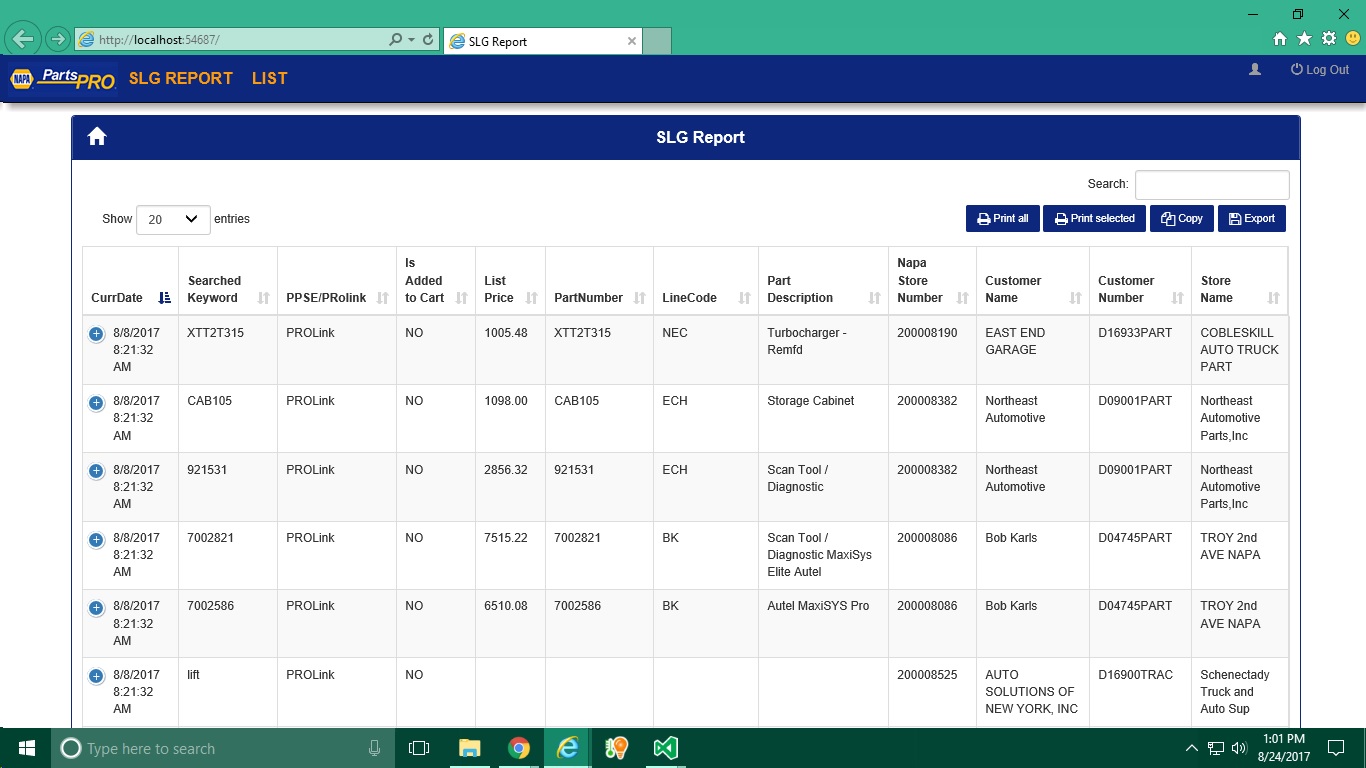 http://localhost:54687/
SLG Report
NAPA PartsPRO SLG REPORT LIST
Log Out
SLG Report
Search:
Show 20 entries
Print all Print selected Copy Export
CurrDate Searched Keyword PPSE/PRolink Is Added to Cart List Price PartNumber LineCode Part Description Napa Store Number Customer Name Customer Number Store Name
8/8/2017 8:21:32 AM XTT2T315 PROLink NO 1005.48 XTT2T315 NEC Turbocharger - Remfd 200008190 EAST END GARAGE D16933PART COBLESKILL AUTO TRUCK PART
8/8/2017 8:21:32 AM CAB105 PROLink NO 1098.00 CAB105 ECH Storage Cabinet 200008382 Northeast Automotive D09001PART Northeast Automotive Parts,Inc
8/8/2017 8:21:32 AM 921531 PROLink NO 2856.32 921531 ECH Scan Tool / Diagnostic 200008382 Northeast Automotive D09001PART Northeast Automotive Parts,Inc
8/8/2017 8:21:32 AM 7002821 PROLink NO 7515.22 7002821 BK Scan Tool / Diagnostic MaxiSys Elite Autel 200008086 Bob Karls D04745PART TROY 2nd AVE NAPA
8/8/2017 8:21:32 AM 7002586 PROLink NO 6510.08 7002586 BK Autel MaxiSYS Pro 200008086 Bob Karls D04745PART TROY 2nd AVE NAPA
8/8/2017 8:21:32 AM lift PROLink NO 200008525 AUTO SOLUTIONS OF NEW YORK, INC D16900TRAC Schenectady Truck and Auto Sup
Type here to search
1:01 PM
8/24/2017